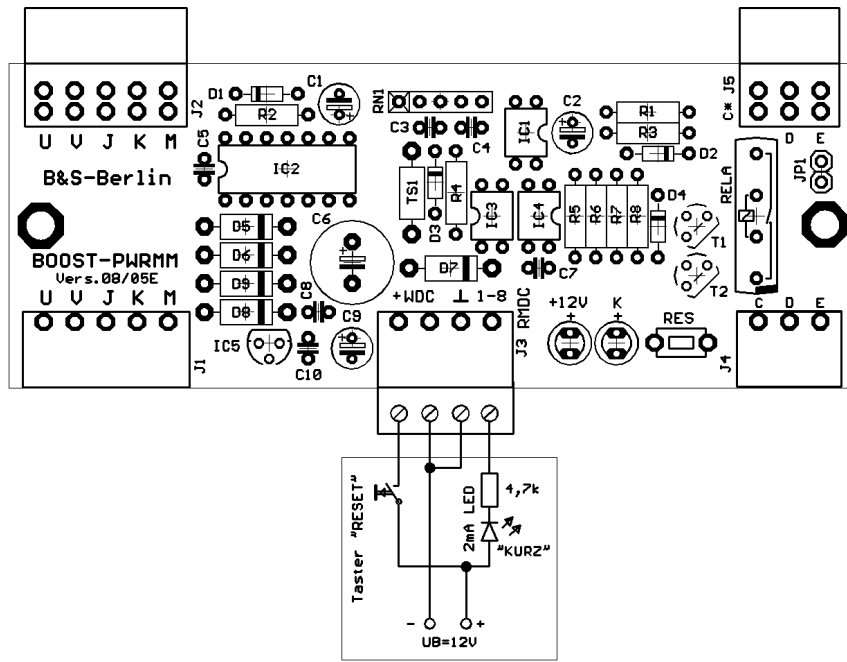 J2
U V J K M
C5
D1
R2
C1
IC2
RN1
C3
C4
IC1
C2
R1
R3
D2
C* J5
D E
JP1
RELA
B&S-Berlin
BOOST-PWRMM
Vers.08/05E
U V J K M
D5
D6
D9
D8
C6
C8
C9
TS1
D3
R4
IC3
IC4
R5
R6
R7
R8
D4
T1
T2
D7
C7
+WDC ⊥ 1-8
RMDC
J3
+12V
+
K
+
RES
C D E
J4
J1
IC5
C10
Taster "RESET"
2mA LED
4,7k
"KURZ"
- +
UB=12V